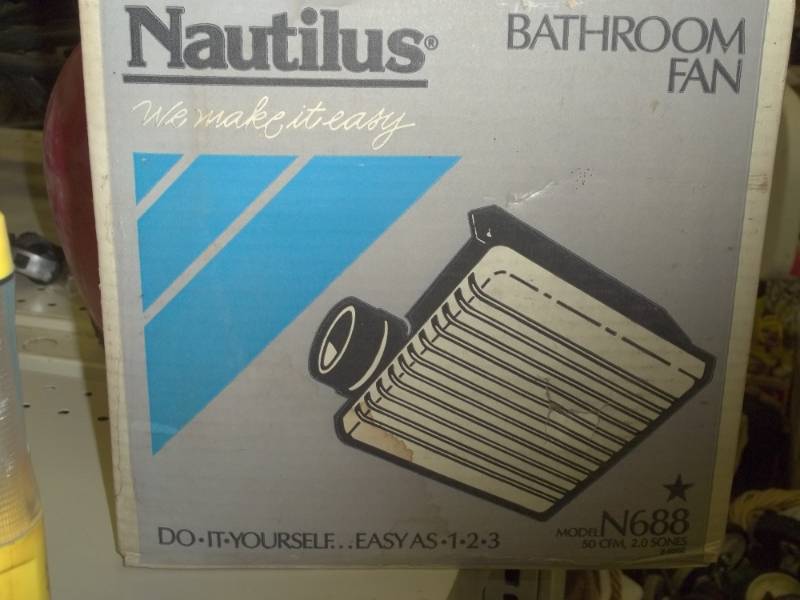 Nautilus®
BATHROOM
FAN
We make it easy
DO•IT•YOURSELF...EASY AS•1•2•3
MODEL N688
50 CFM, 2.0 SONES